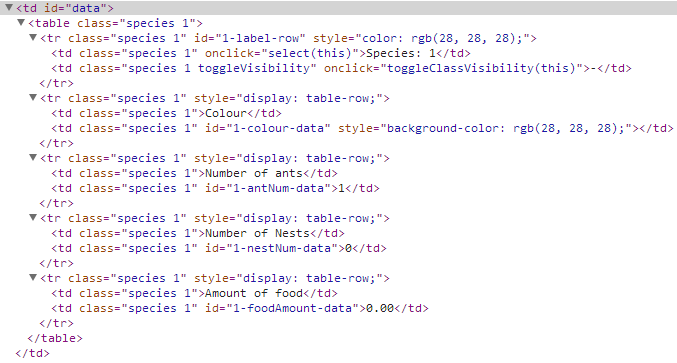 <td id="data">
<table class="species 1">
<tr class="species 1" id="1-label-row" style="color: rgb(28, 28, 28);">
<td class="species 1" onclick="select(this)">Species: 1</td>
<td class="species 1 toggleVisibility" onclick="toggleClassVisibility(this)">-</td>
</tr>
<tr class="species 1" style="display: table-row;">
<td class="species 1">Colour</td>
<td class="species 1" id="1-colour-data" style="background-color: rgb(28, 28, 28);"></td>
</tr>
<tr class="species 1" style="display: table-row;">
<td class="species 1">Number of ants</td>
<td class="species 1" id="1-antNum-data">1</td>
</tr>
<tr class="species 1" style="display: table-row;">
<td class="species 1">Number of Nests</td>
<td class="species 1" id="1-nestNum-data">0</td>
</tr>
<tr class="species 1" style="display: table-row;">
<td class="species 1">Amount of food</td>
<td class="species 1" id="1-foodAmount-data">0.00</td>
</tr>
</table>
</td>